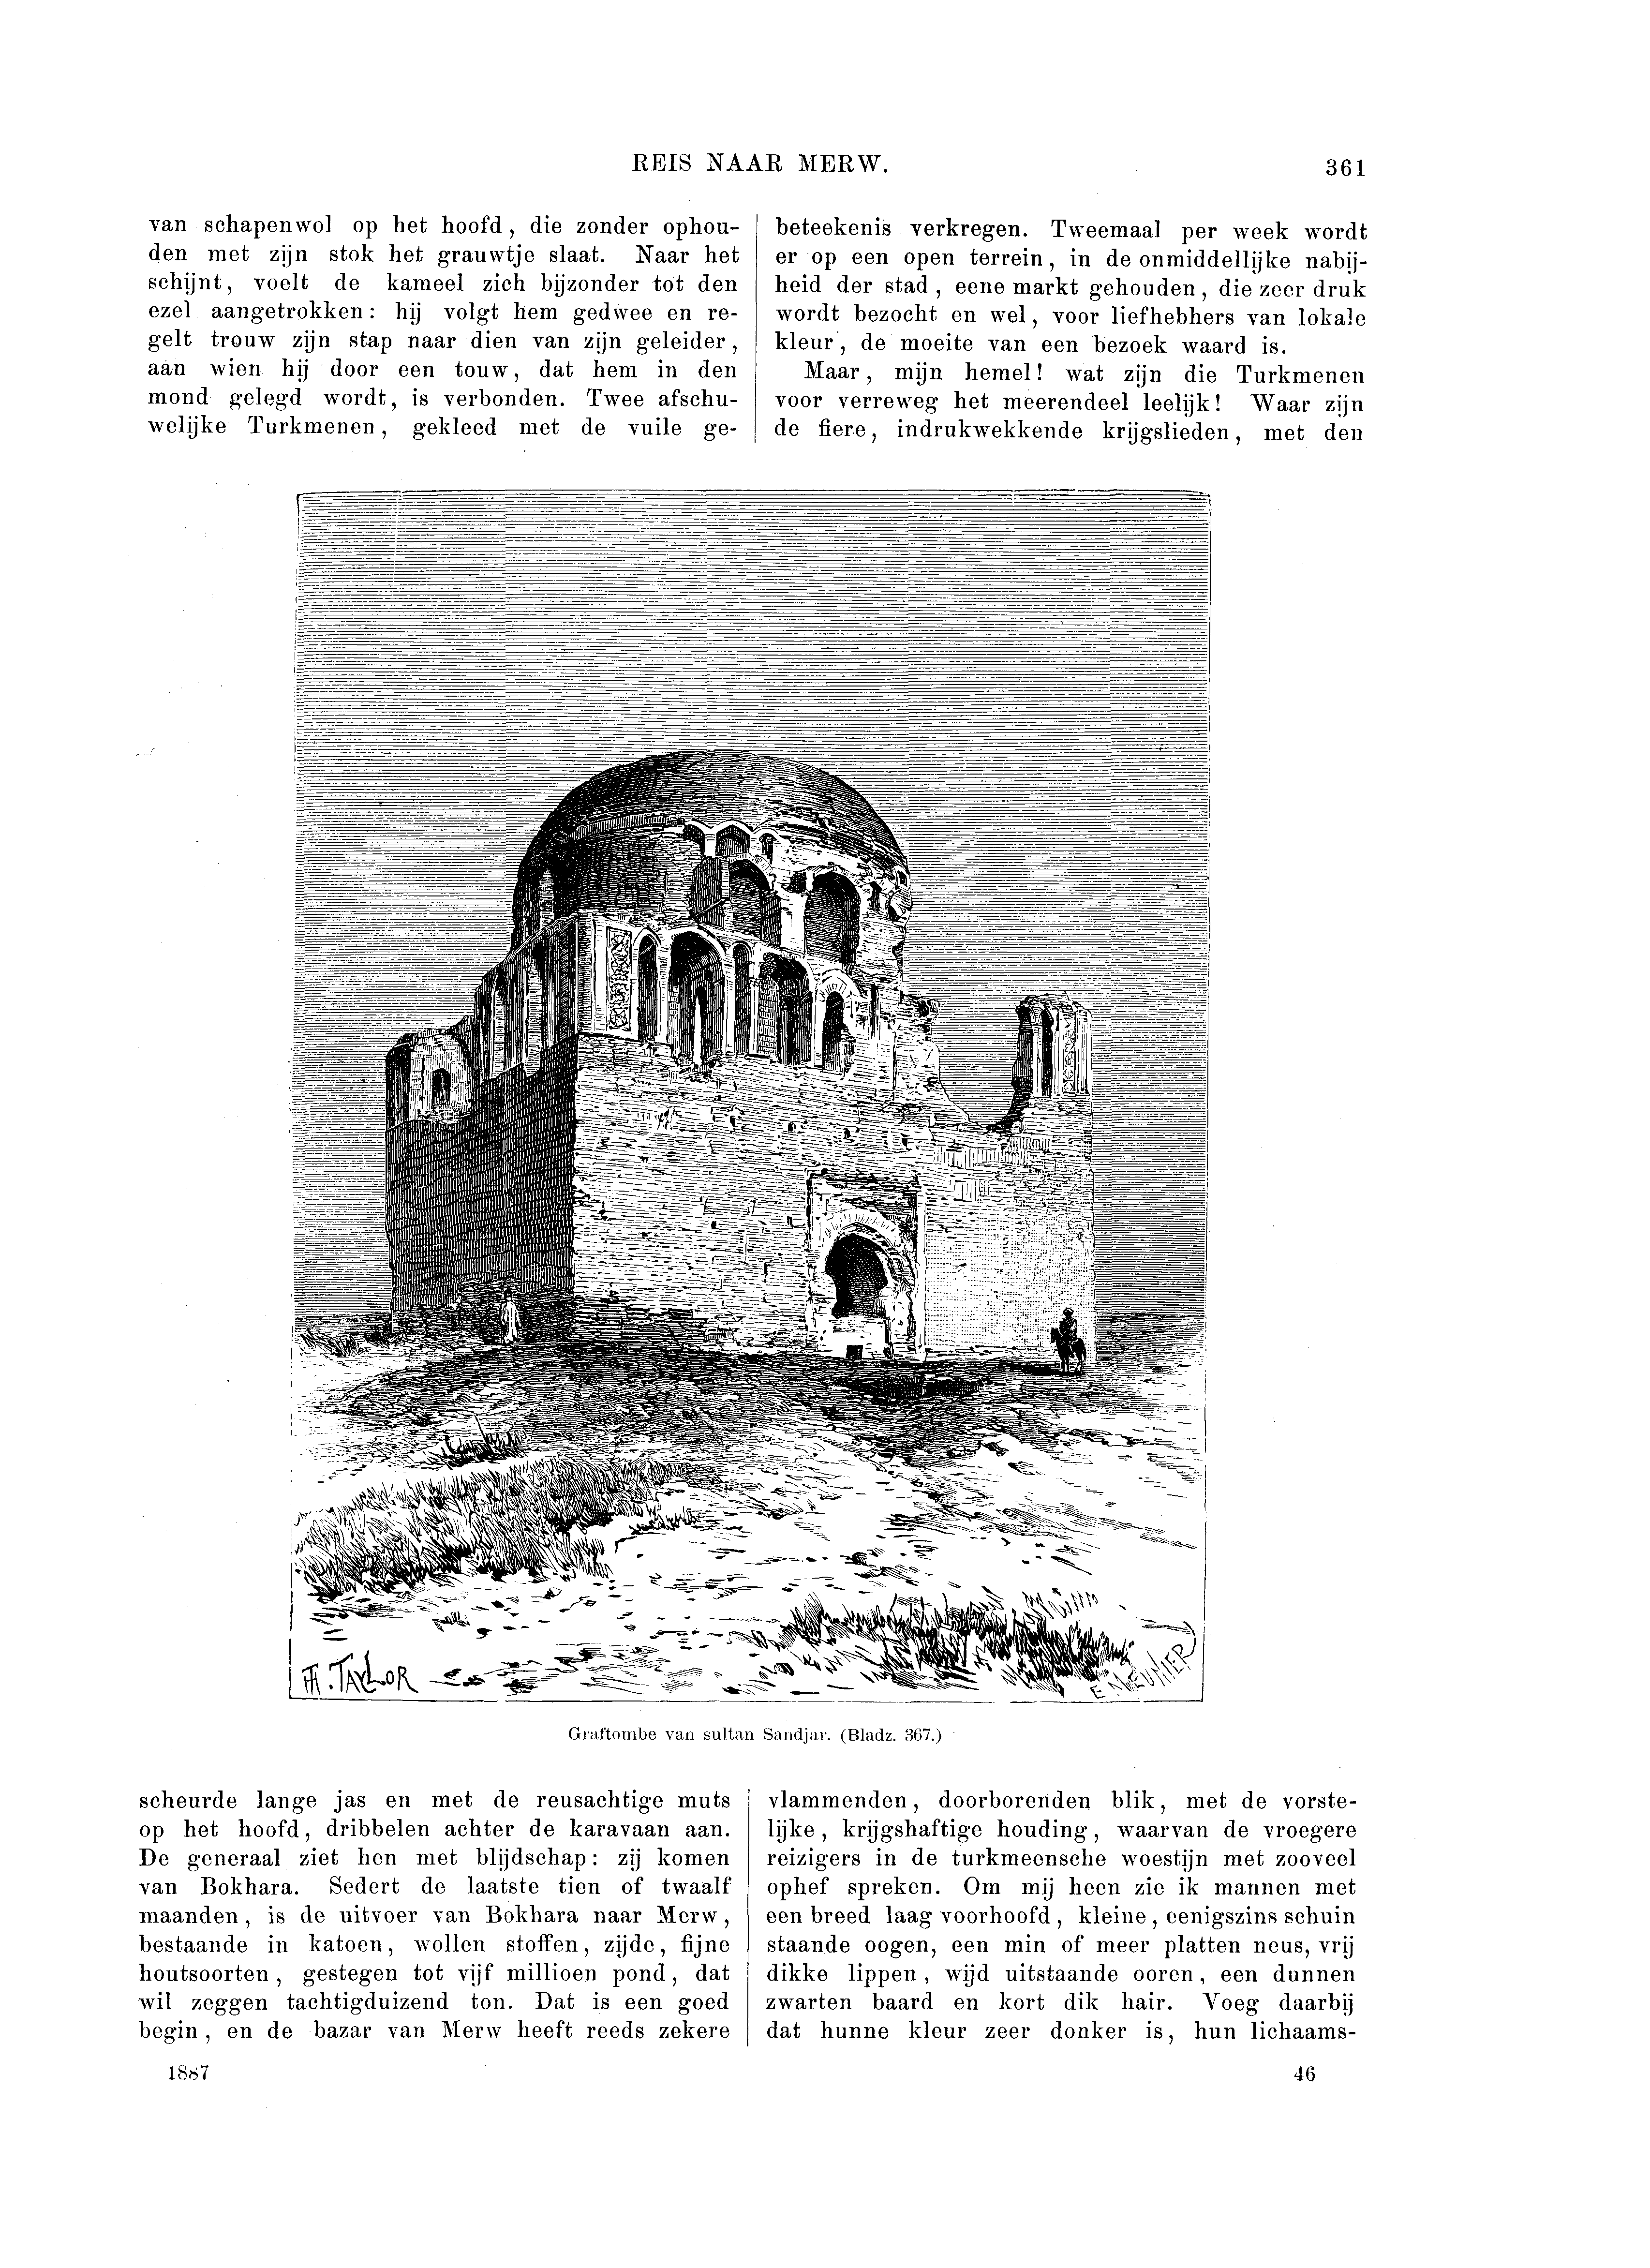 REIS NAAR MERW.
361
van schapenwol op het hoofd, die zonder ophou-
den met zijn stok het grauwtje slaat. Naar het
schijnt, voelt de kameel zich bijzonder tot den
ezel aangetrokken: hij volgt hem gedwee en re-
gelt trouw zijn stap naar dien van zijn geleider,
aan wien hij door een touw, dat hem in den
mond gelegd wordt, is verbonden. Twee afschu-
welijke Turkmenen, gekleed met de vuile ge-
scheurde lange jas en met de reusachtige muts
op het hoofd, dribbelen achter de karavaan aan.
De generaal ziet hen met blijdschap: zij komen
van Bokhara. Sedert de laatste tien of twaalf
maanden, is de uitvoer van Bokhara naar Merw,
bestaande in katoen, wollen stoffen, zijde, fijne
houtsoorten, gestegen tot vijf millioen pond, dat
wil zeggen tachtigduizend ton. Dat is een goed
begin, en de bazar van Merw heeft reeds zekere
beteekenis verkregen. Tweemaal per week wordt
er op een open terrein, in de onmiddellijke nabij-
heid der stad, eene markt gehouden, die zeer druk
wordt bezocht en wel, voor liefhebhers van lokale
kleur, de moeite van een bezoek waard is.
Maar, mijn hemel! wat zijn die Turkmenen
voor verreweg het meerendeel leelijk! Waar zijn
de fiere, indrukwekkende krijgslieden, met den
vlammenden, doorborenden blik, met de vorste-
lijke, krijgshaftige houding, waarvan de vroegere
reizigers in de turkmeensche woestijn met zooveel
ophef spreken. Om mij heen zie ik mannen met
een breed laag voorhoofd, kleine, eenigszins schuin
staande oogen, een min of meer platten neus, vrij
dikke lippen, wijd uitstaande ooren, een dunnen
zwarten baard en kort dik hair. Voeg daarbij
dat hunne kleur zeer donker is, hun lichaams-
TH. TAYLOR
E. MEUNIER
Graftombe van sultan Sandjar. (Bladz. 367.)
1887
46